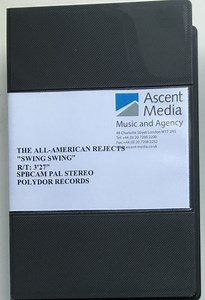 Ascent
Media
Music and Agency
THE ALL-AMERICAN REJECTS
"SWING SWING"
R/T: 3'27"
SPBCAM PAL STEREO
POLYDOR RECORDS